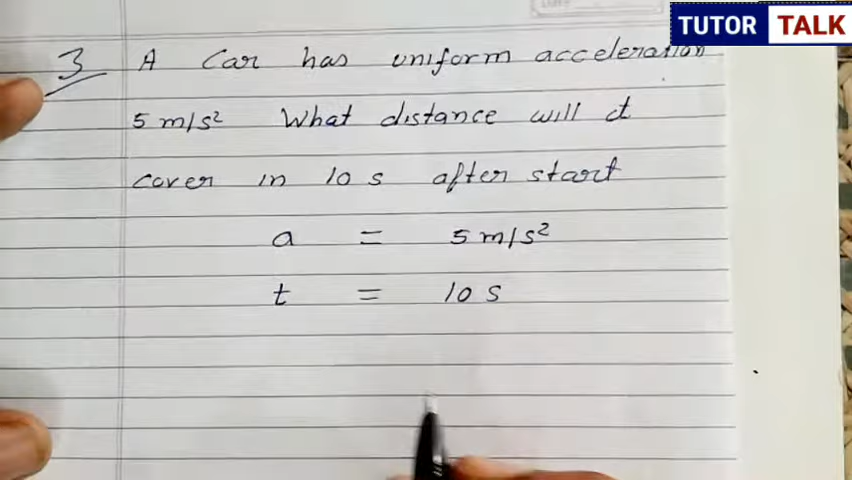 TUTOR TALK
3 A Car has uniform acceleration
5 m/s² What distance will it
cover in 10 s after start
a = 5 m/s²
t = 10 s